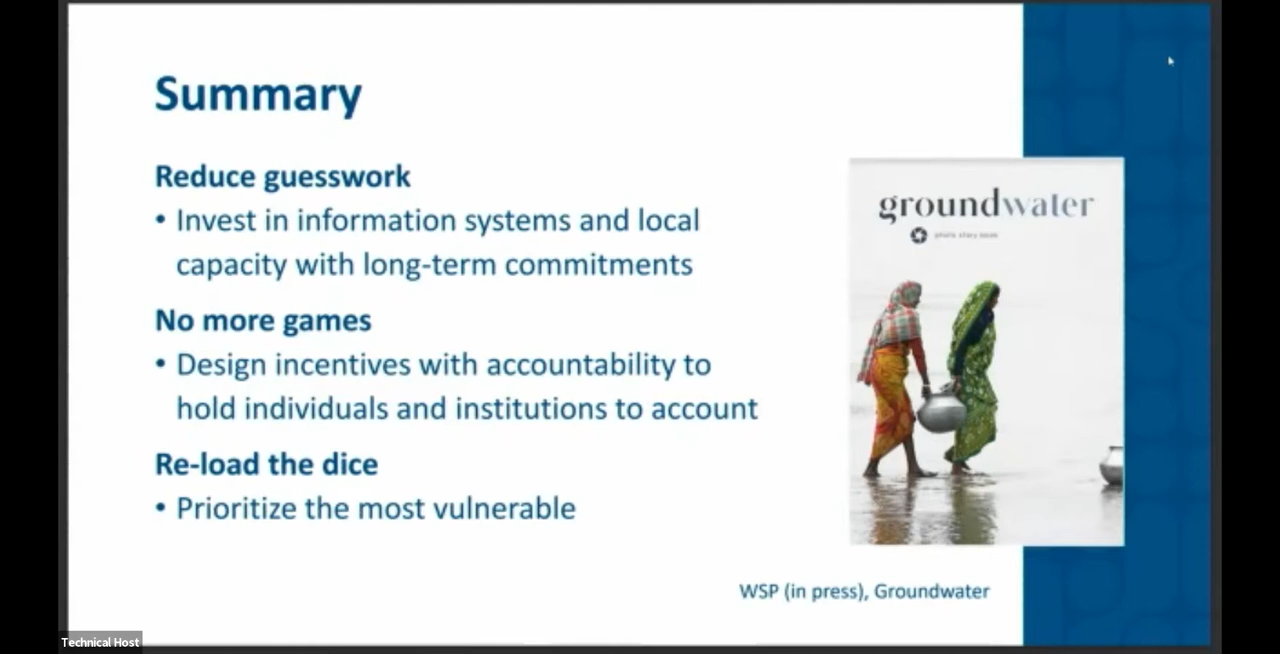 Summary
Reduce guesswork
• Invest in information systems and local
capacity with long-term commitments
No more games
• Design incentives with accountability to
hold individuals and institutions to account
Re-load the dice
• Prioritize the most vulnerable
groundwater
WSP (in press), Groundwater
Technical Host